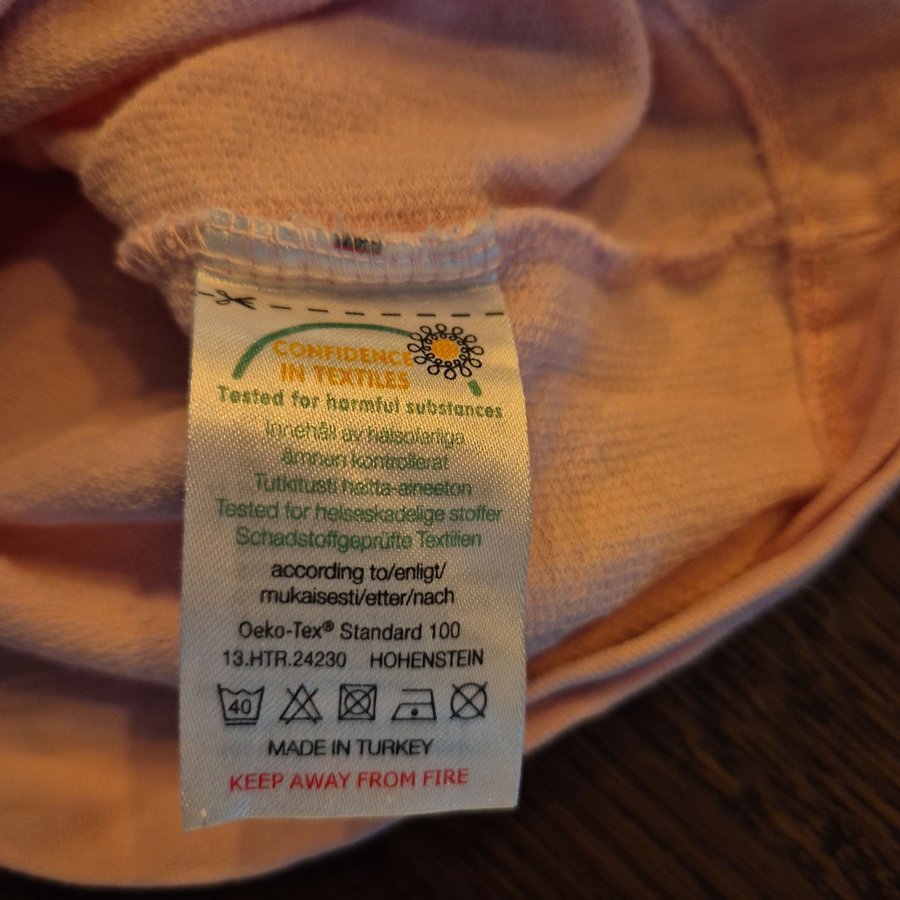 CONFIDENCE
IN TEXTILES
Tested for harmful substances
Innehåll av hälsofarliga
ämnen kontrollerat
Tutkitusti haitta-aineeton
Tested for helseskadelige stoffer
Schadstoffgeprüfte Textilien
according to/enligt/
mukaisesti/etter/nach
Oeko-Tex® Standard 100
13.HTR.24230 HOHENSTEIN
40
MADE IN TURKEY
KEEP AWAY FROM FIRE